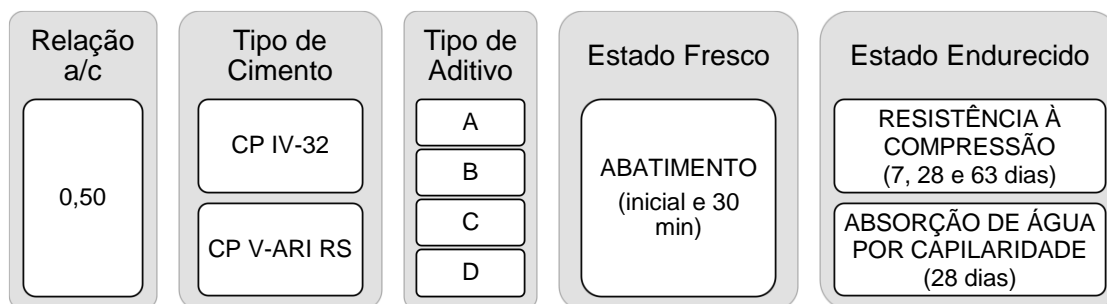 Relação
a/c
0,50
Tipo de
Cimento
CP IV-32
CP V-ARI RS
Tipo de
Aditivo
A
B
C
D
Estado Fresco
ABATIMENTO
(inicial e 30
min)
Estado Endurecido
RESISTÊNCIA À
COMPRESSÃO
(7, 28 e 63 dias)
ABSORÇÃO DE ÁGUA
POR CAPILARIDADE
(28 dias)